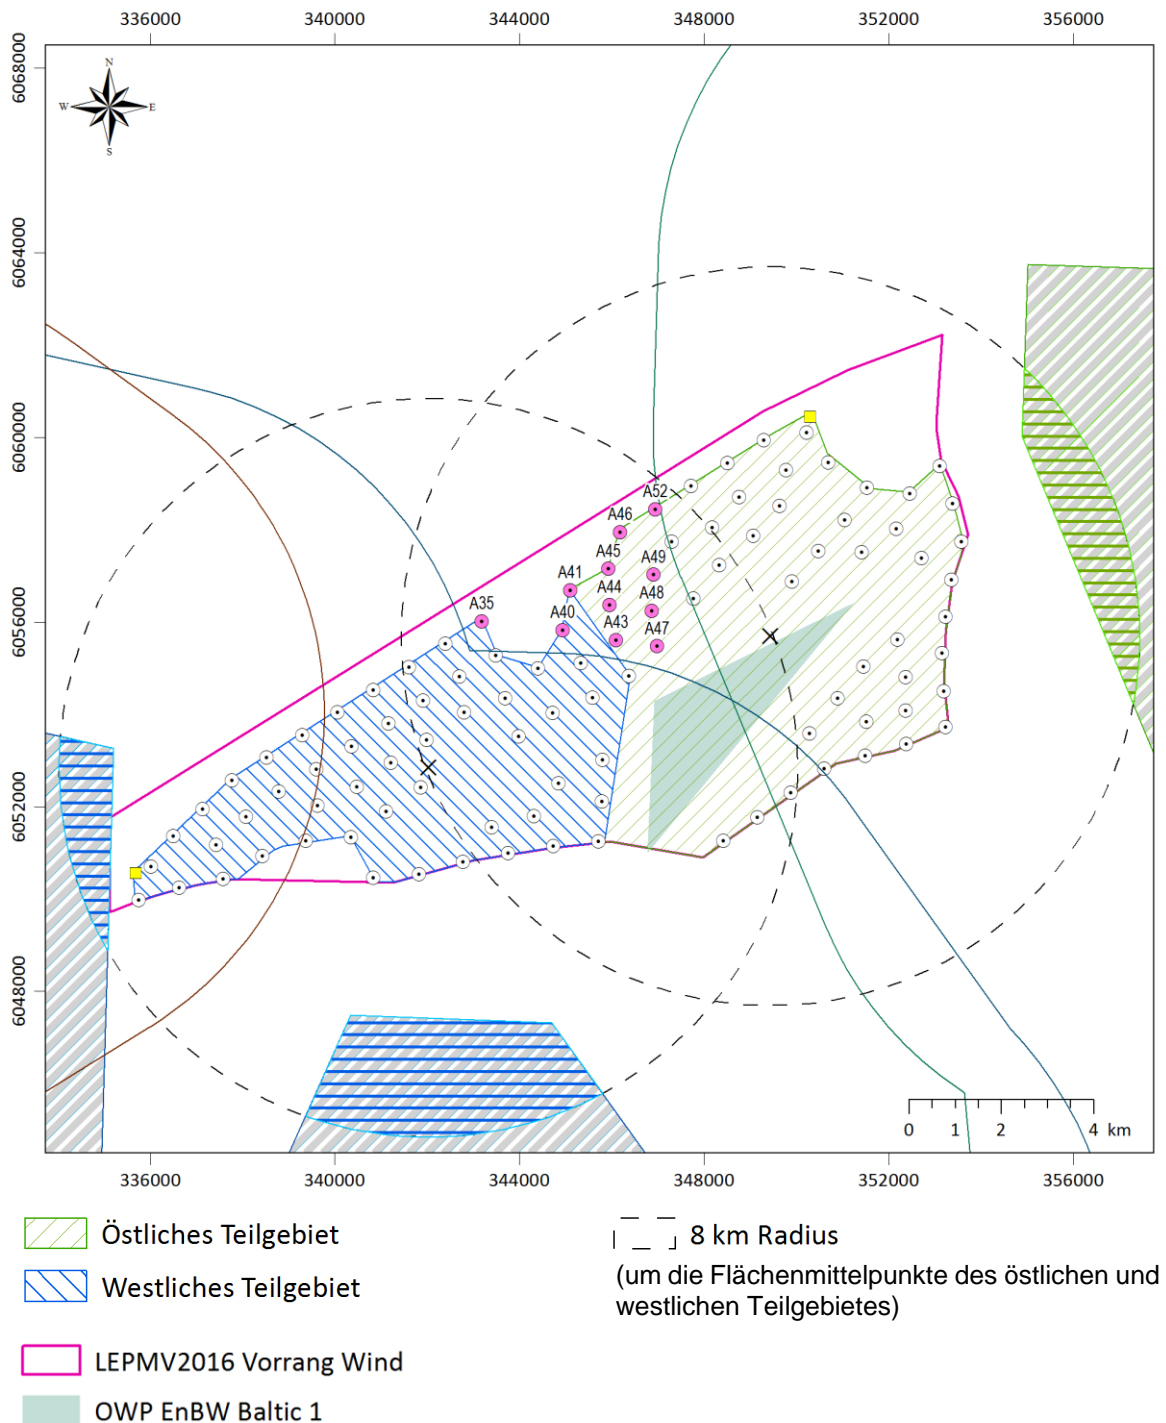 336000 340000 344000 348000 352000 356000
6068000
N
W E
S
6064000
6060000
A52
A46
A45 A49
A41 A44 A48
6056000
A35 A40 A43 A47
6052000
6048000
0 1 2 4 km
336000 340000 344000 348000 352000 356000
Östliches Teilgebiet
Westliches Teilgebiet
LEPMV2016 Vorrang Wind
OWP EnBW Baltic 1
8 km Radius
(um die Flächenmittelpunkte des östlichen und
westlichen Teilgebietes)